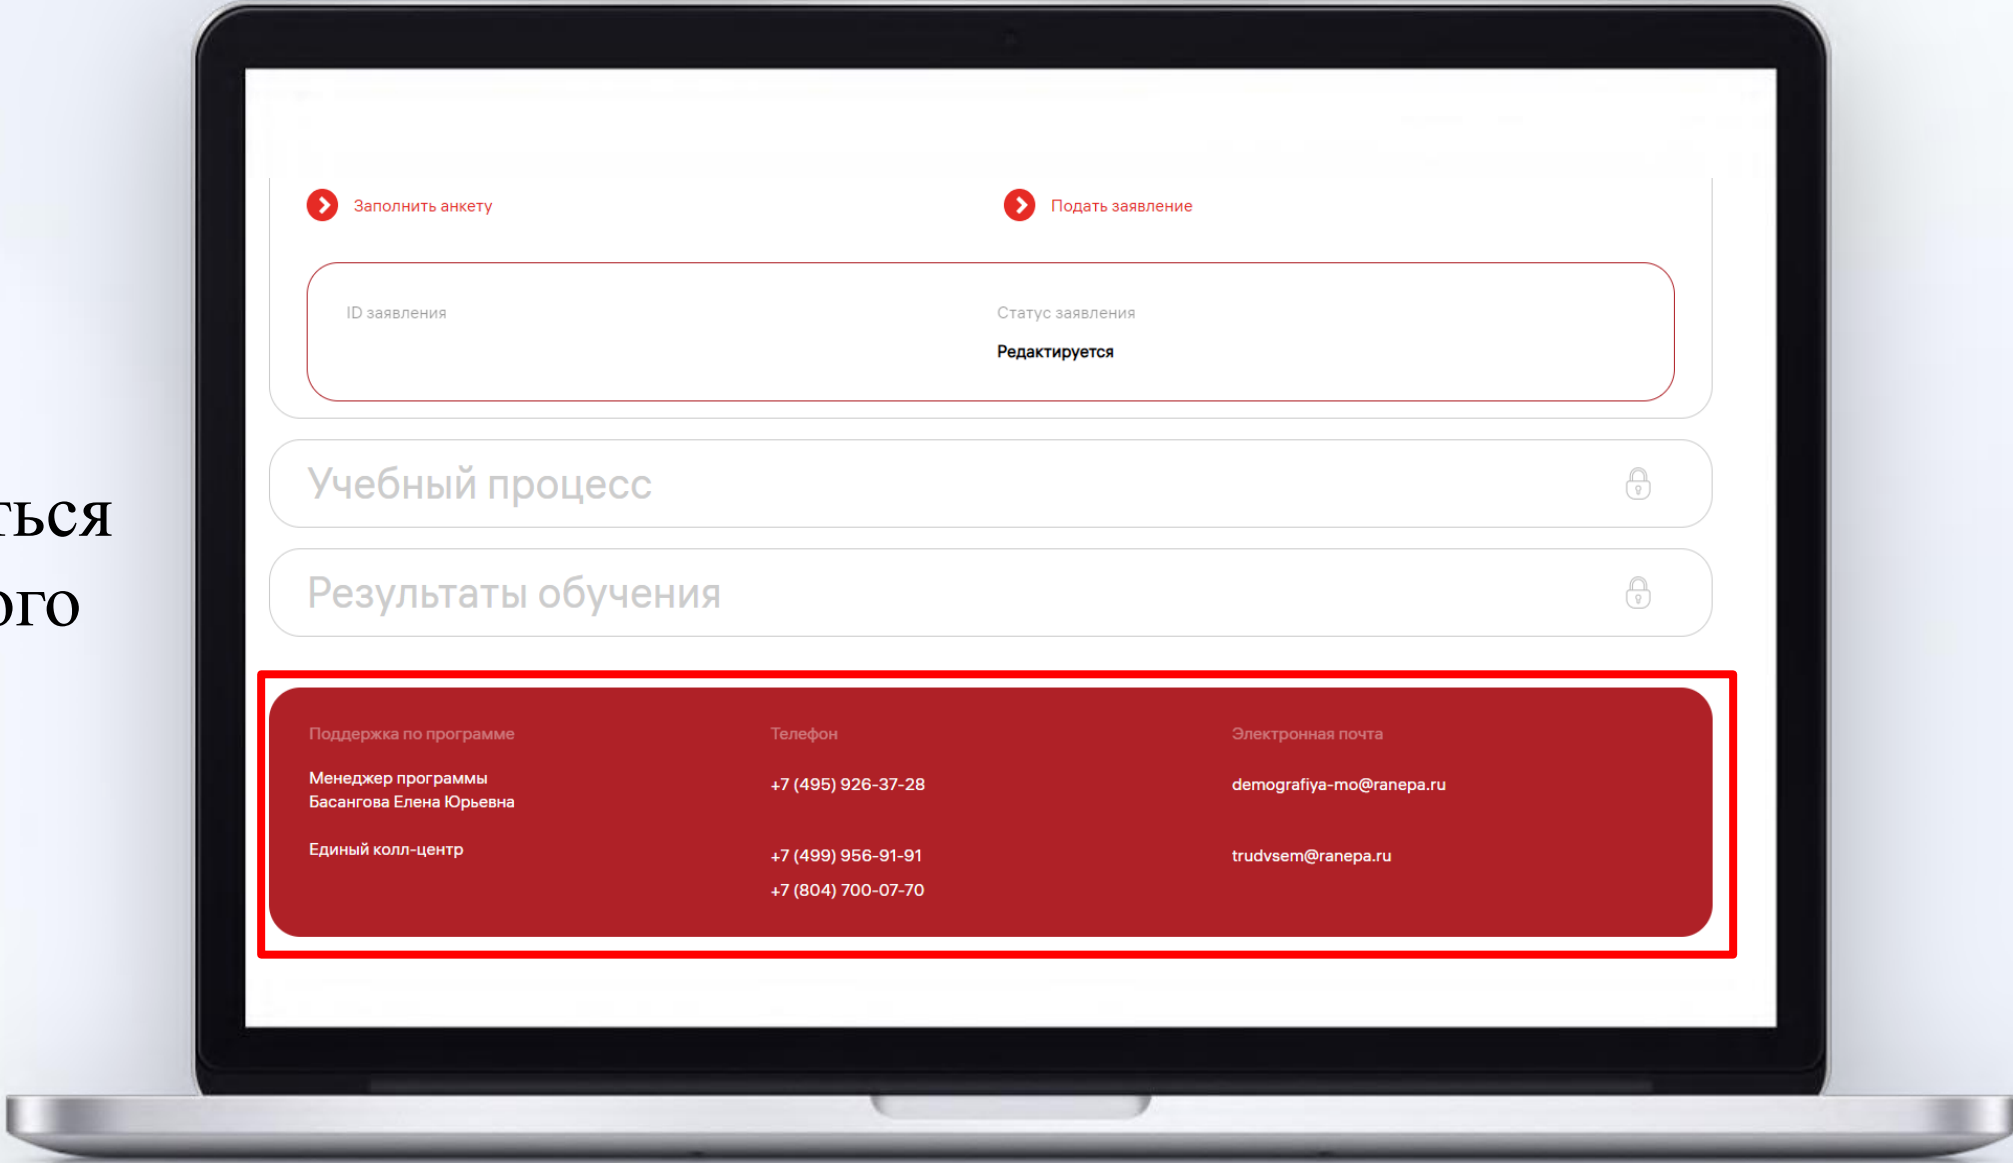 Заполнить анкету
Подать заявление
ID заявления
Статус заявления
Редактируется
Учебный процесс
Результаты обучения
Поддержка по программе
Телефон
Электронная почта
Менеджер программы
Басангова Елена Юрьевна
+7 (495) 926-37-28
demografiya-mo@ranepa.ru
Единый колл-центр
+7 (499) 956-91-91
trudvsem@ranepa.ru
+7 (804) 700-07-70